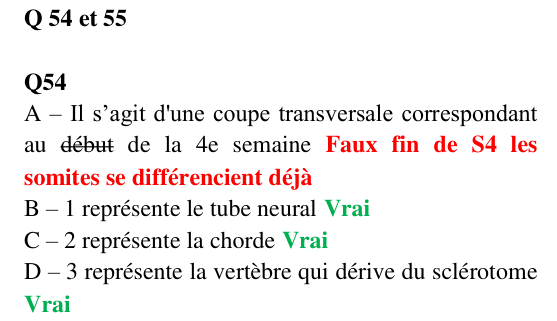 Q 54 et 55
Q54
A – Il s’agit d'une coupe transversale correspondant
au début de la 4e semaine Faux fin de S4 les
somites se différencient déjà
B – 1 représente le tube neural Vrai
C – 2 représente la chorde Vrai
D – 3 représente la vertèbre qui dérive du sclérotome
Vrai